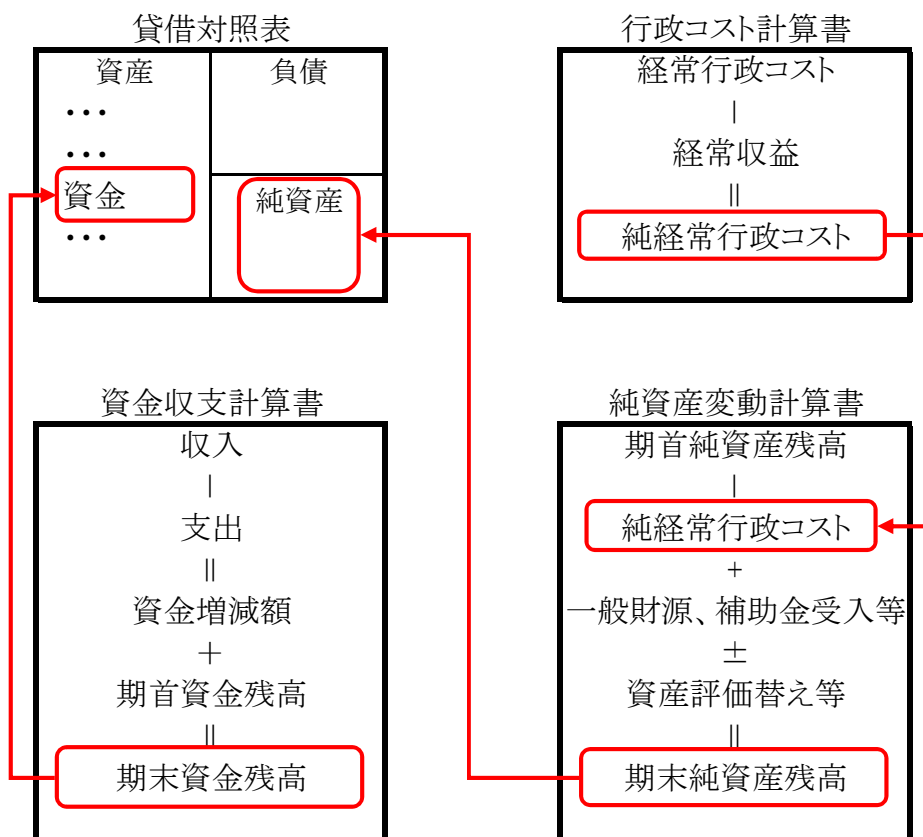 貸借対照表
資産
負債
・・・
・・・
資金
純資産
・・・
行政コスト計算書
経常行政コスト
－
経常収益
＝
純経常行政コスト
資金収支計算書
収入
－
支出
＝
資金増減額
＋
期首資金残高
＝
期末資金残高
純資産変動計算書
期首純資産残高
－
純経常行政コスト
+
一般財源、補助金受入等
±
資産評価替え等
＝
期末純資産残高